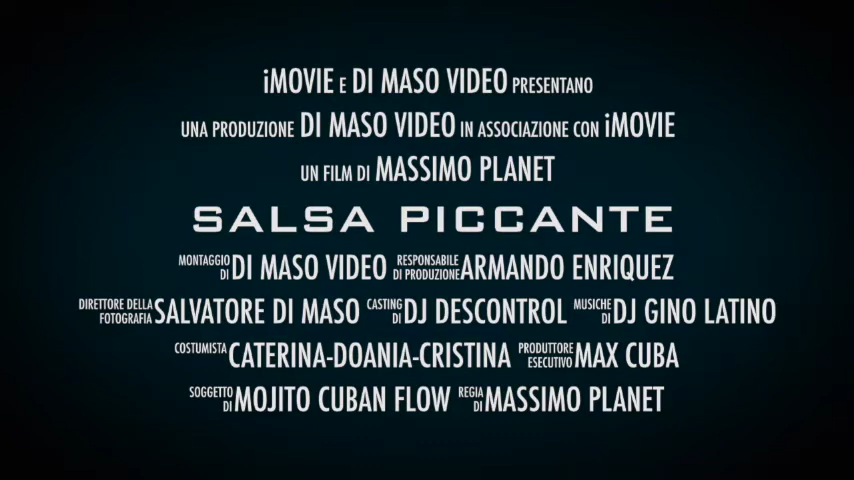 iMOVIE E DI MASO VIDEO PRESENTANO
UNA PRODUZIONE DI MASO VIDEO IN ASSOCIAZIONE CON iMOVIE
UN FILM DI MASSIMO PLANET
SALSA PICCANTE
MONTAGGIO DI DI MASO VIDEO RESPONSABILE DI PRODUZIONE ARMANDO ENRIQUEZ
DIRETTORE DELLA FOTOGRAFIA SALVATORE DI MASO CASTING DI DJ DESCONTROL MUSICHE DI DJ GINO LATINO
COSTUMISTA CATERINA-DOANIA-CRISTINA PRODUTTORE ESECUTIVO MAX CUBA
SOGGETTO DI MOJITO CUBAN FLOW REGIA DI MASSIMO PLANET